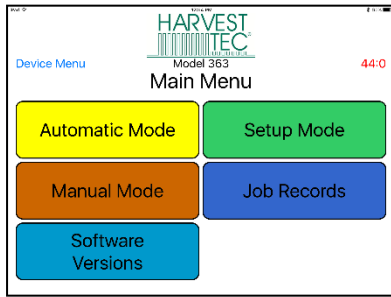 HARVEST
TEC
Device Menu
Model 363
44:0
Main Menu
Automatic Mode
Setup Mode
Manual Mode
Job Records
Software
Versions